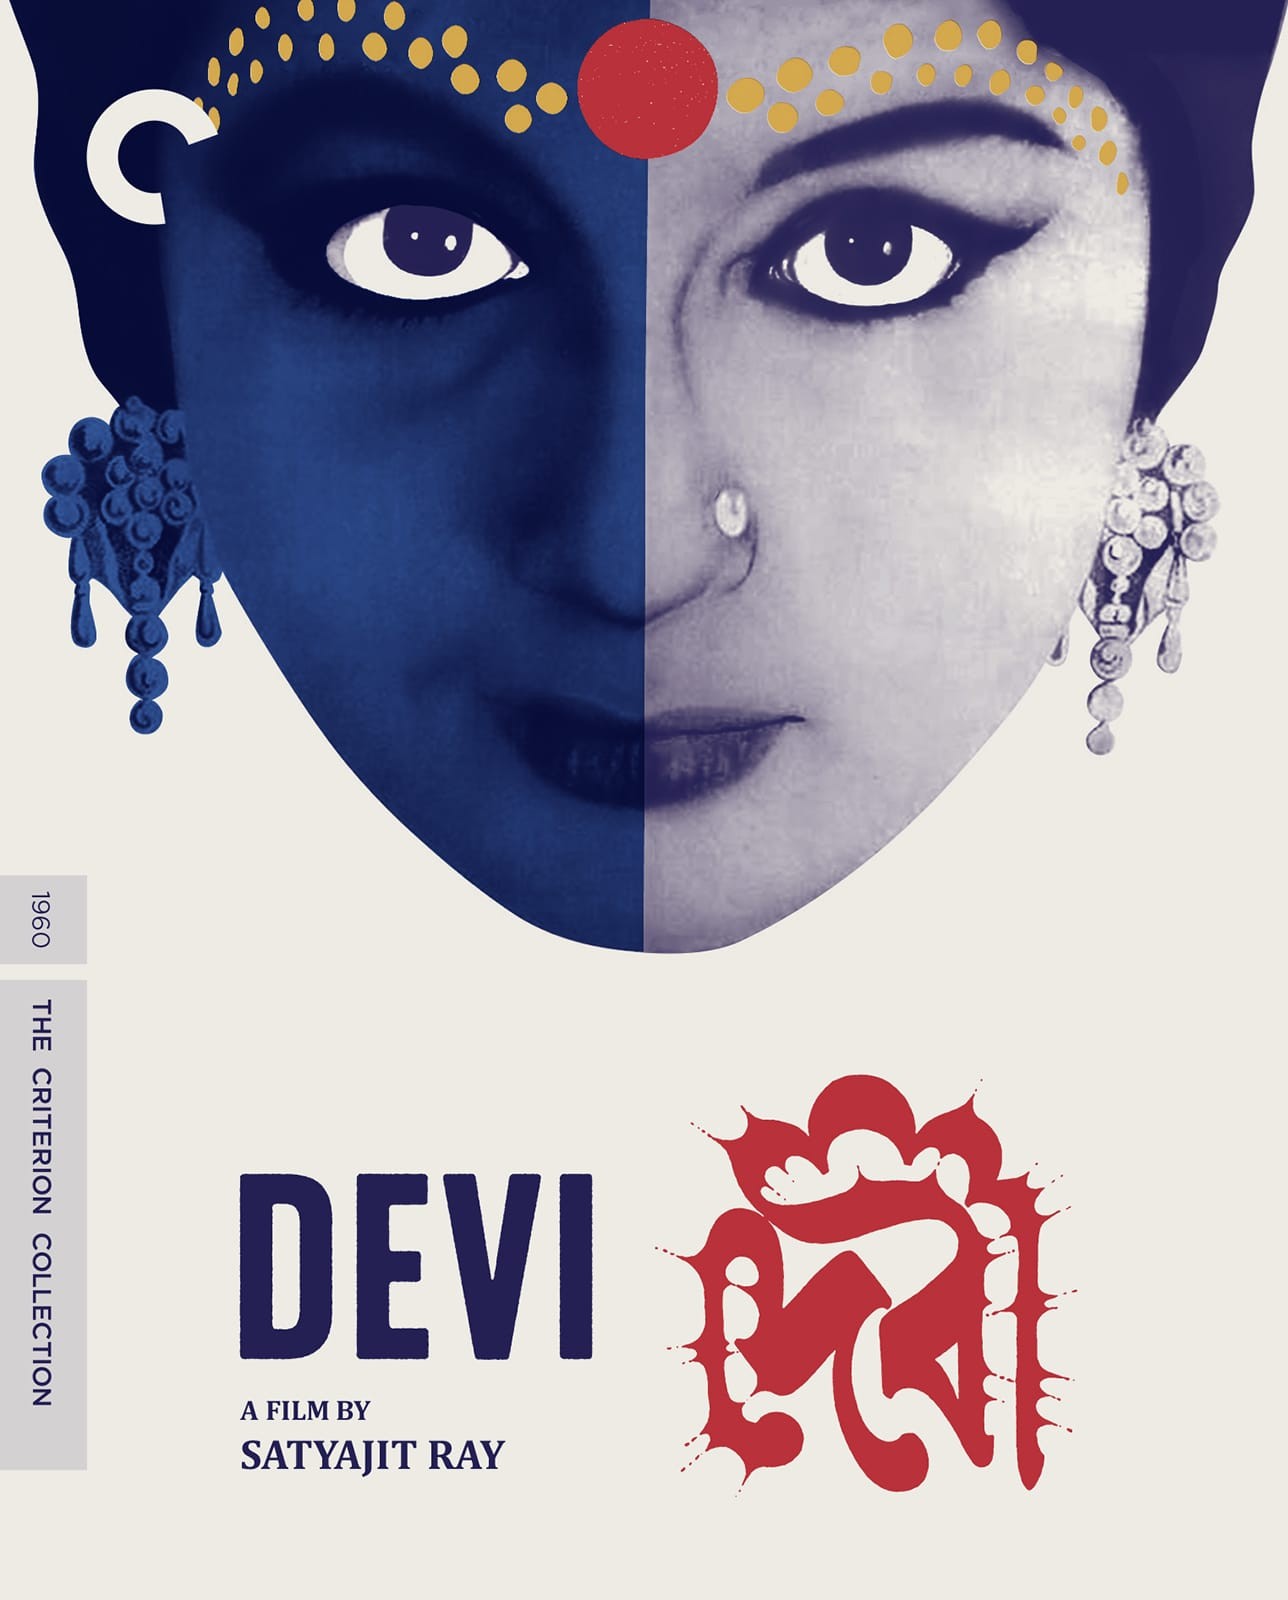 1960
THE CRITERION COLLECTION
DEVI
দেবী
A FILM BY
SATYAJIT RAY